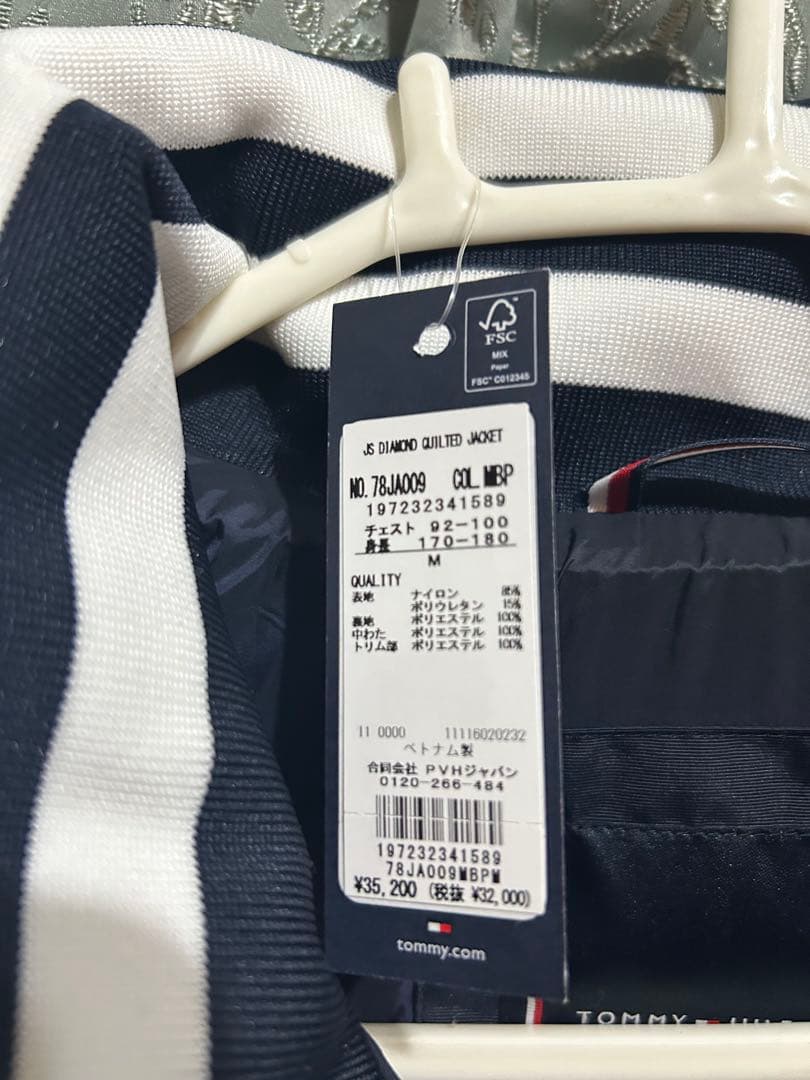 FSC
MIX
Paper
FSC® C012345
JS DIAMOND QUILTED JACKET
NO. 78JA009 COL. MBP
197232341589
チェスト 92-100
身長 170-180
M
QUALITY
表地 ナイロン 85%
ポリウレタン 15%
裏地 ポリエステル 100%
中わた ポリエステル 100%
トリム部 ポリエステル 100%
11 0000 11116020232
ベトナム製
合同会社 PVHジャパン
0120-266-484
197232341589
78JA009MBPM
¥35,200 (税抜 ¥32,000)
tommy.com
TOMMY